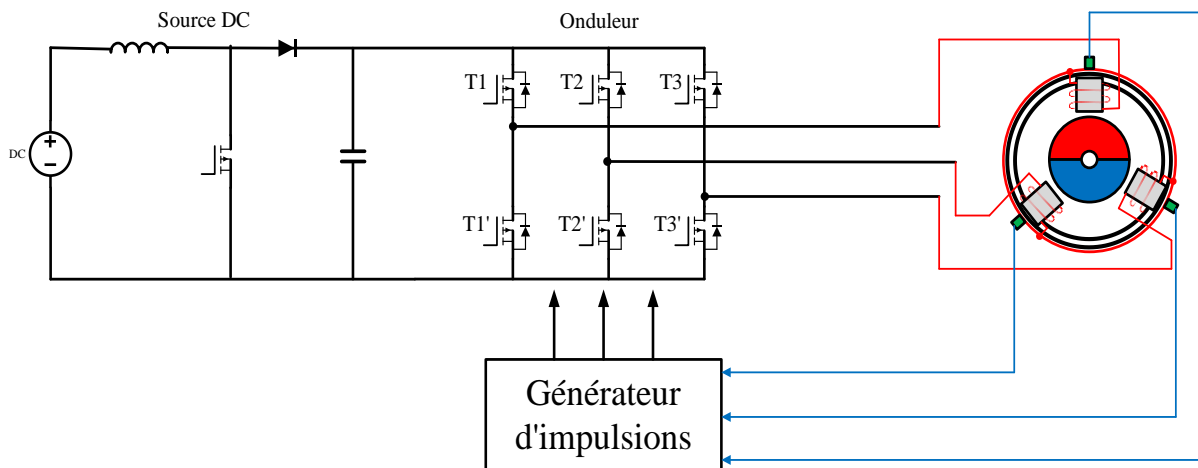 Source DC
Onduleur
T1
T2
T3
DC
T1'
T2'
T3'
Générateur
d'impulsions